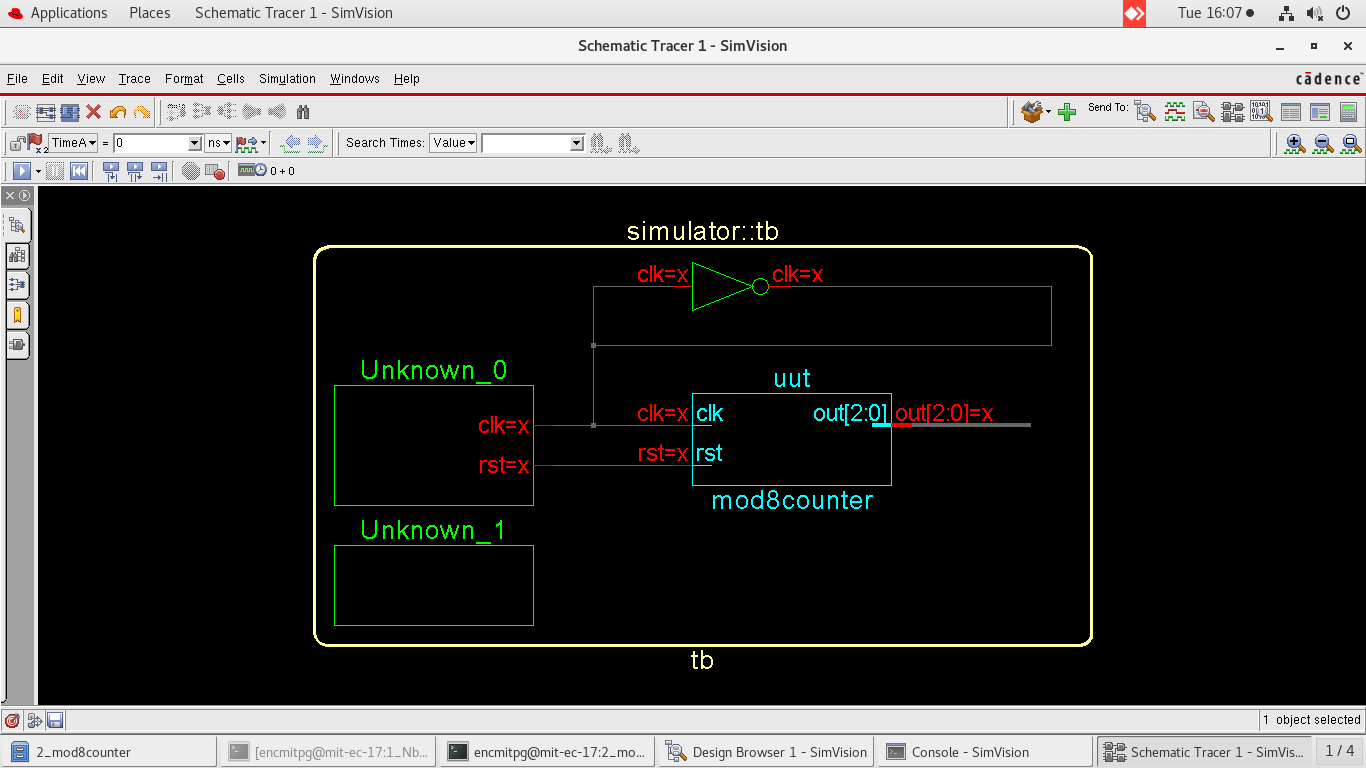 Applications Places Schematic Tracer 1 - SimVision Tue 16:07
Schematic Tracer 1 - SimVision
File Edit View Trace Format Cells Simulation Windows Help cādence
Send To:
TimeA = 0 ns Search Times: Value
0 + 0
simulator::tb
clk=x clk=x
Unknown_0 uut
clk=x clk=x clk out[2:0] out[2:0]=x
rst=x rst=x rst
mod8counter
Unknown_1
tb
1 object selected
2_mod8counter [encmitpg@mit-ec-17:1_Nb... encmitpg@mit-ec-17:2_mo... Design Browser 1 - SimVision Console - SimVision Schematic Tracer 1 - SimVis... 1 / 4